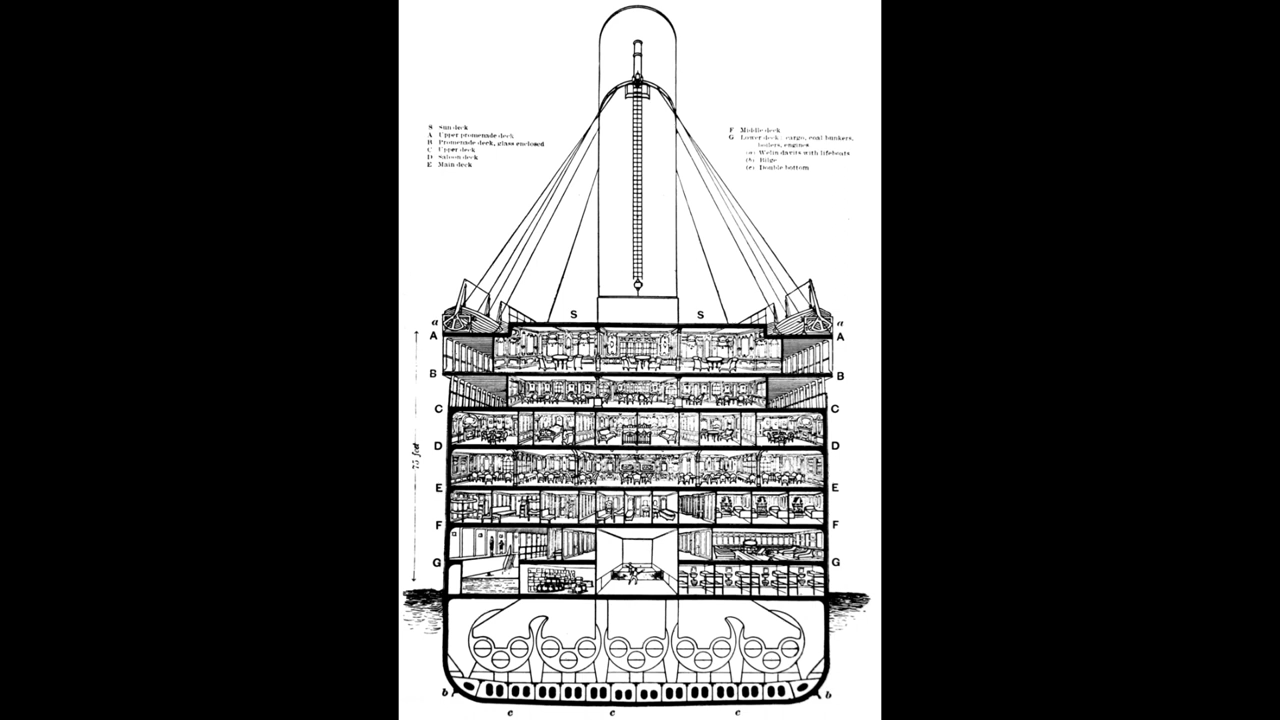 S Sun deck
A Upper promenade deck
B Promenade deck, glass enclosed
C Upper deck
D Saloon deck
E Main deck
F Middle deck
G Lower deck : cargo, coal bunkers,
boilers, engines
(a) Welin davits with lifeboats
(b) Bilge
(c) Double bottom
S S
a a
A A
B B
C C
D D
E E
F F
G G
75 feet
b b
c c c